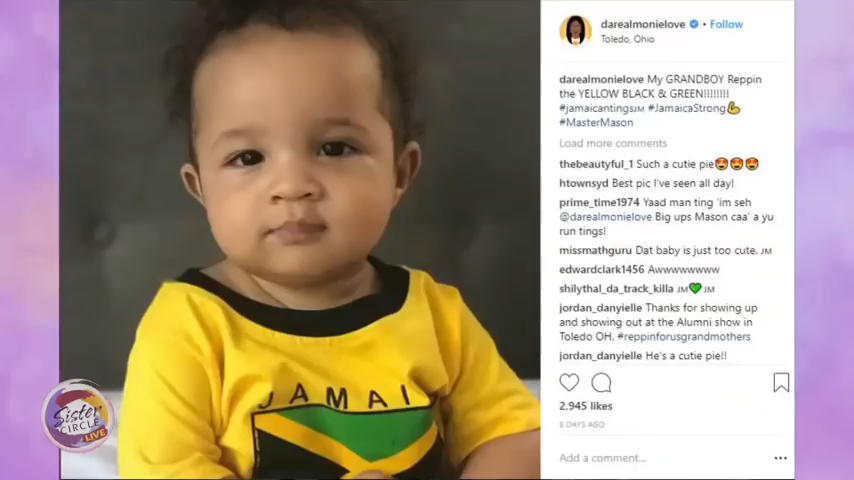 darealmonielove • Follow
Toledo, Ohio
darealmonielove My GRANDBOY Reppin
the YELLOW BLACK & GREEN!!!!!!!!
#jamaicantingsJM #JamaicaStrong💪
#MasterMason
Load more comments
thebeautyful_1 Such a cutie pie😍😍😍
htownsyd Best pic I've seen all day!
prime_time1974 Yaad man ting 'im seh
@darealmonielove Big ups Mason caa' a yu
run tings!
missmathguru Dat baby is just too cute. JM
edwardclark1456 Awwwwwwww
shilythal_da_track_killa JM💚JM
jordan_danyielle Thanks for showing up
and showing out at the Alumni show in
Toledo OH. #reppinforusgrandmothers
jordan_danyielle He's a cutie pie!!
2,945 likes
5 DAYS AGO
Add a comment...
JAMAI
Sister
CIRCLE
LIVE